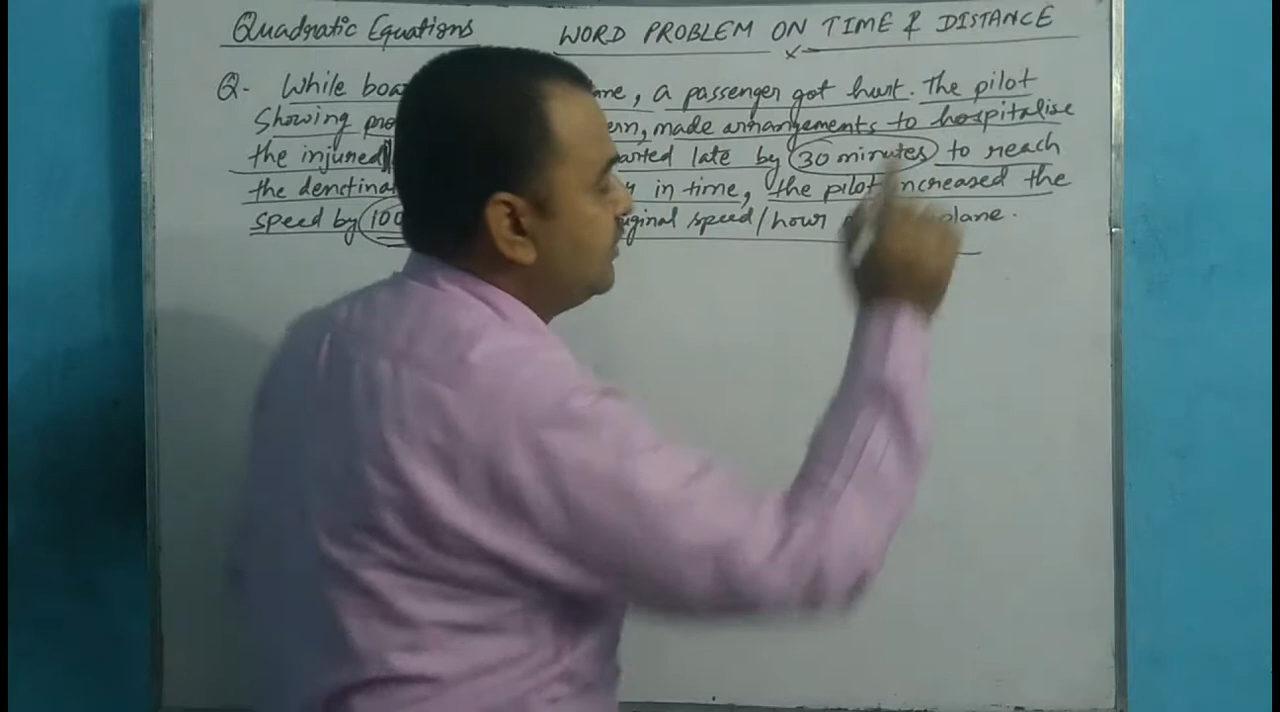 Quadratic Equations WORD PROBLEM ON TIME & DISTANCE
Q. While boa me, a passenger got hurt. The pilot
Showing pro ern, made arrangements to hospitalise
the injured arted late by 30 minutes to reach
the denctina in time, the pilot increased the
speed by 100 iginal speed/hour plane.